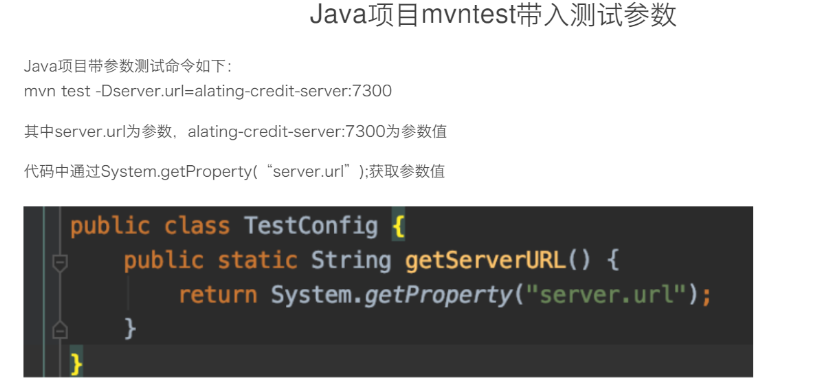 Java项目mvntest带入测试参数
Java项目带参数测试命令如下：
mvn test -Dserver.url=alating-credit-server:7300
其中server.url为参数，alating-credit-server:7300为参数值
代码中通过System.getProperty(“server.url”);获取参数值
public class TestConfig {
public static String getServerURL() {
return System.getProperty("server.url");
}
}